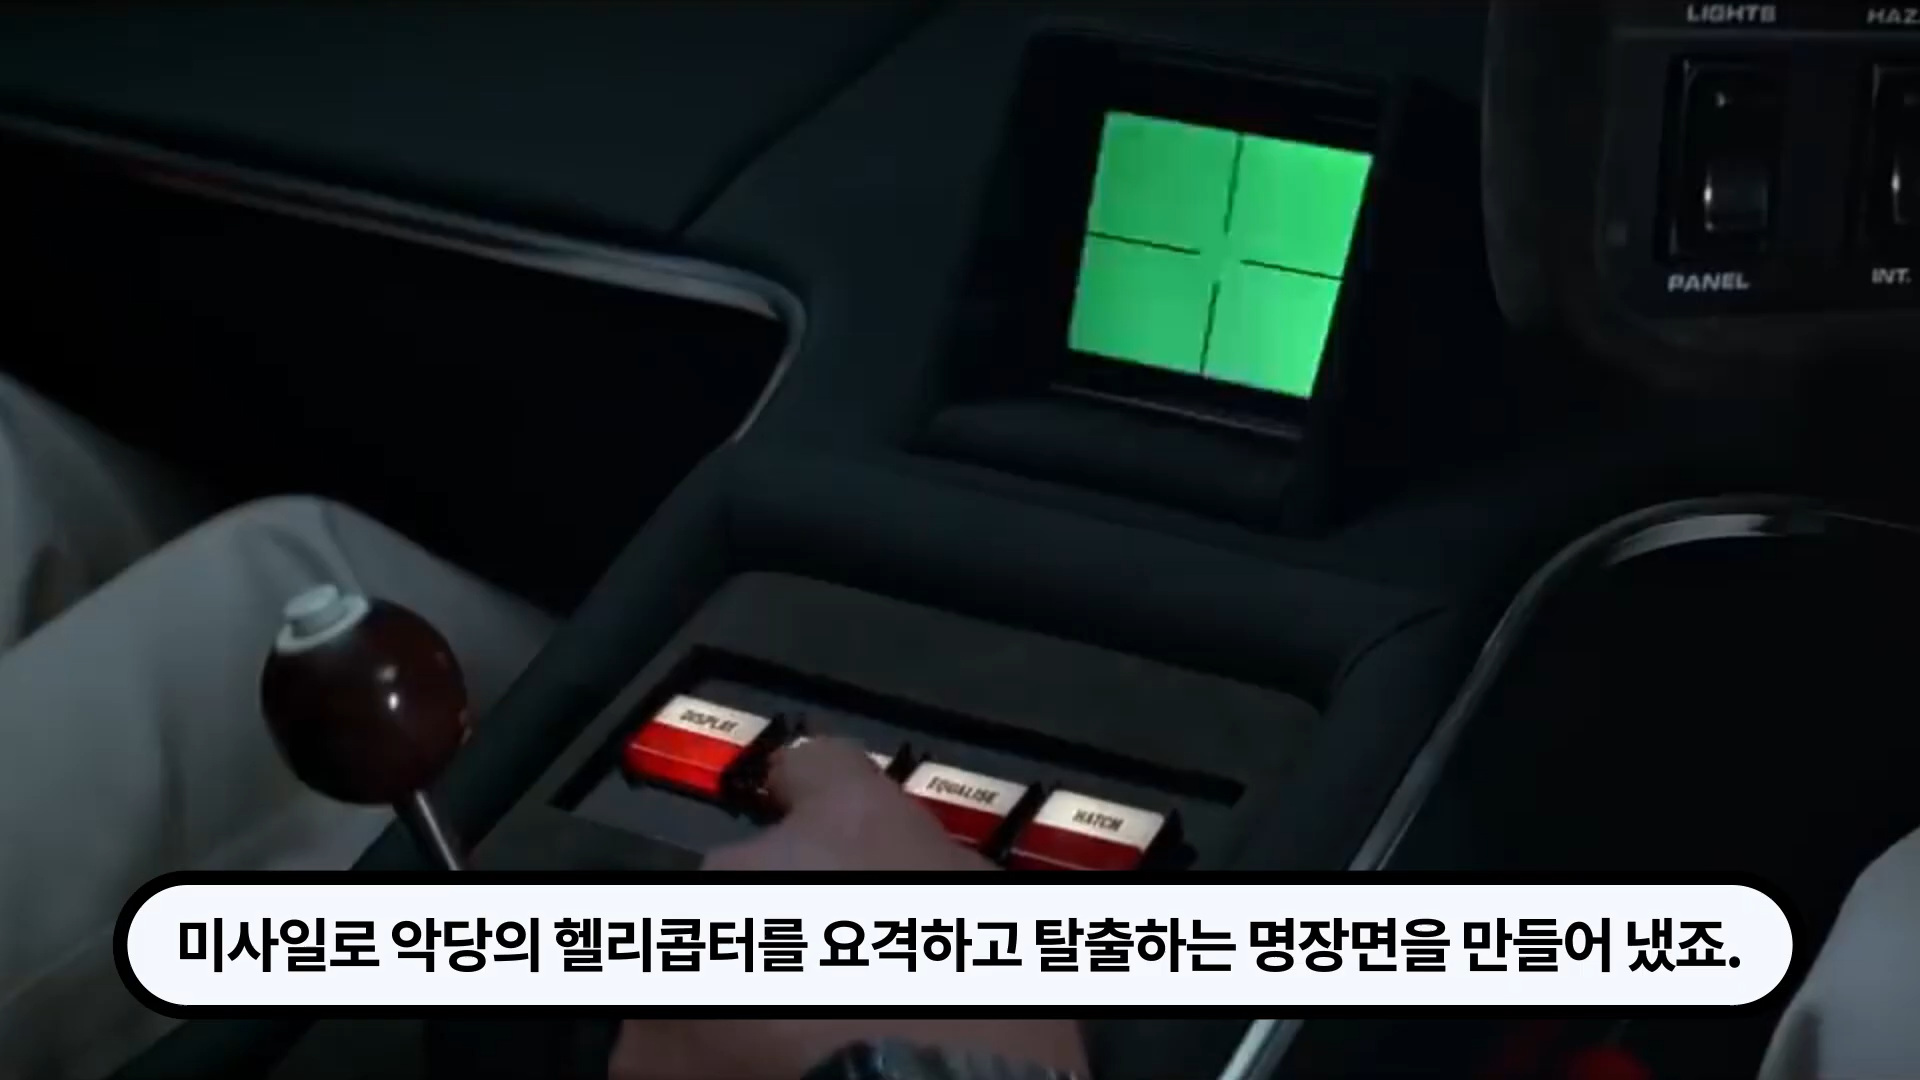 LIGHTS
HAZ
PANEL
INT.
DISPLAY
EQUALISE
HATCH
미사일로 악당의 헬리콥터를 요격하고 탈출하는 명장면을 만들어 냈죠.